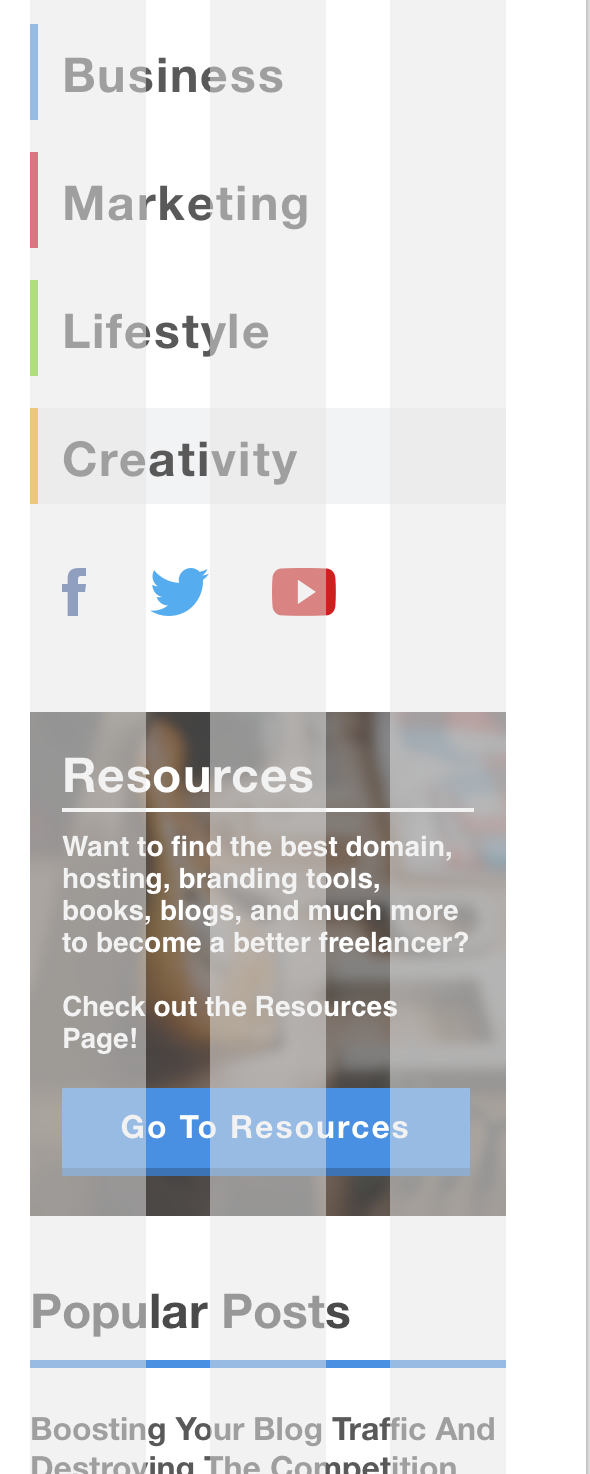 Business
Marketing
Lifestyle
Creativity
Resources
Want to find the best domain,
hosting, branding tools,
books, blogs, and much more
to become a better freelancer?
Check out the Resources
Page!
Go To Resources
Popular Posts
Boosting Your Blog Traffic And
Destroying The Competition